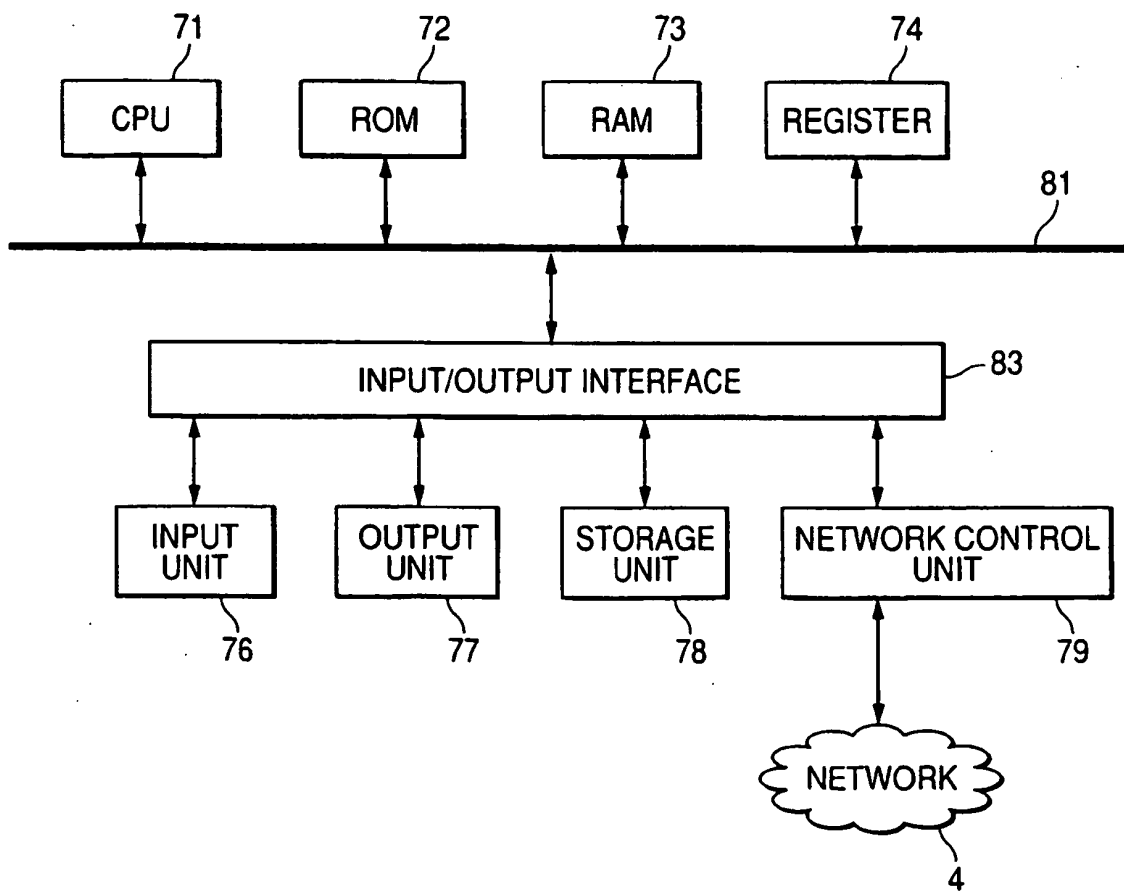 71
72
73
74
CPU
ROM
RAM
REGISTER
81
INPUT/OUTPUT INTERFACE
83
INPUT
UNIT
OUTPUT
UNIT
STORAGE
UNIT
NETWORK CONTROL
UNIT
76
77
78
79
NETWORK
4